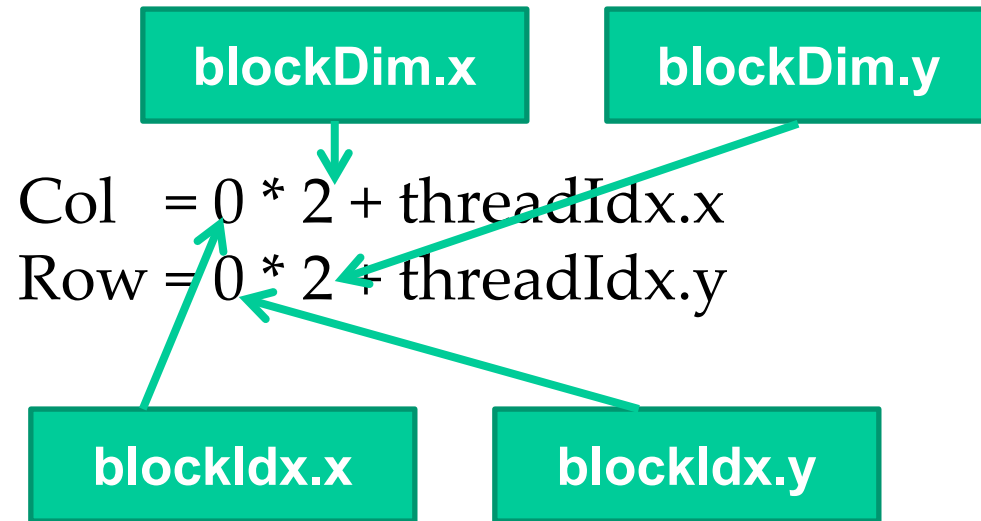 blockDim.x blockDim.y
Col = 0 * 2 + threadIdx.x
Row = 0 * 2 + threadIdx.y
blockIdx.x blockIdx.y